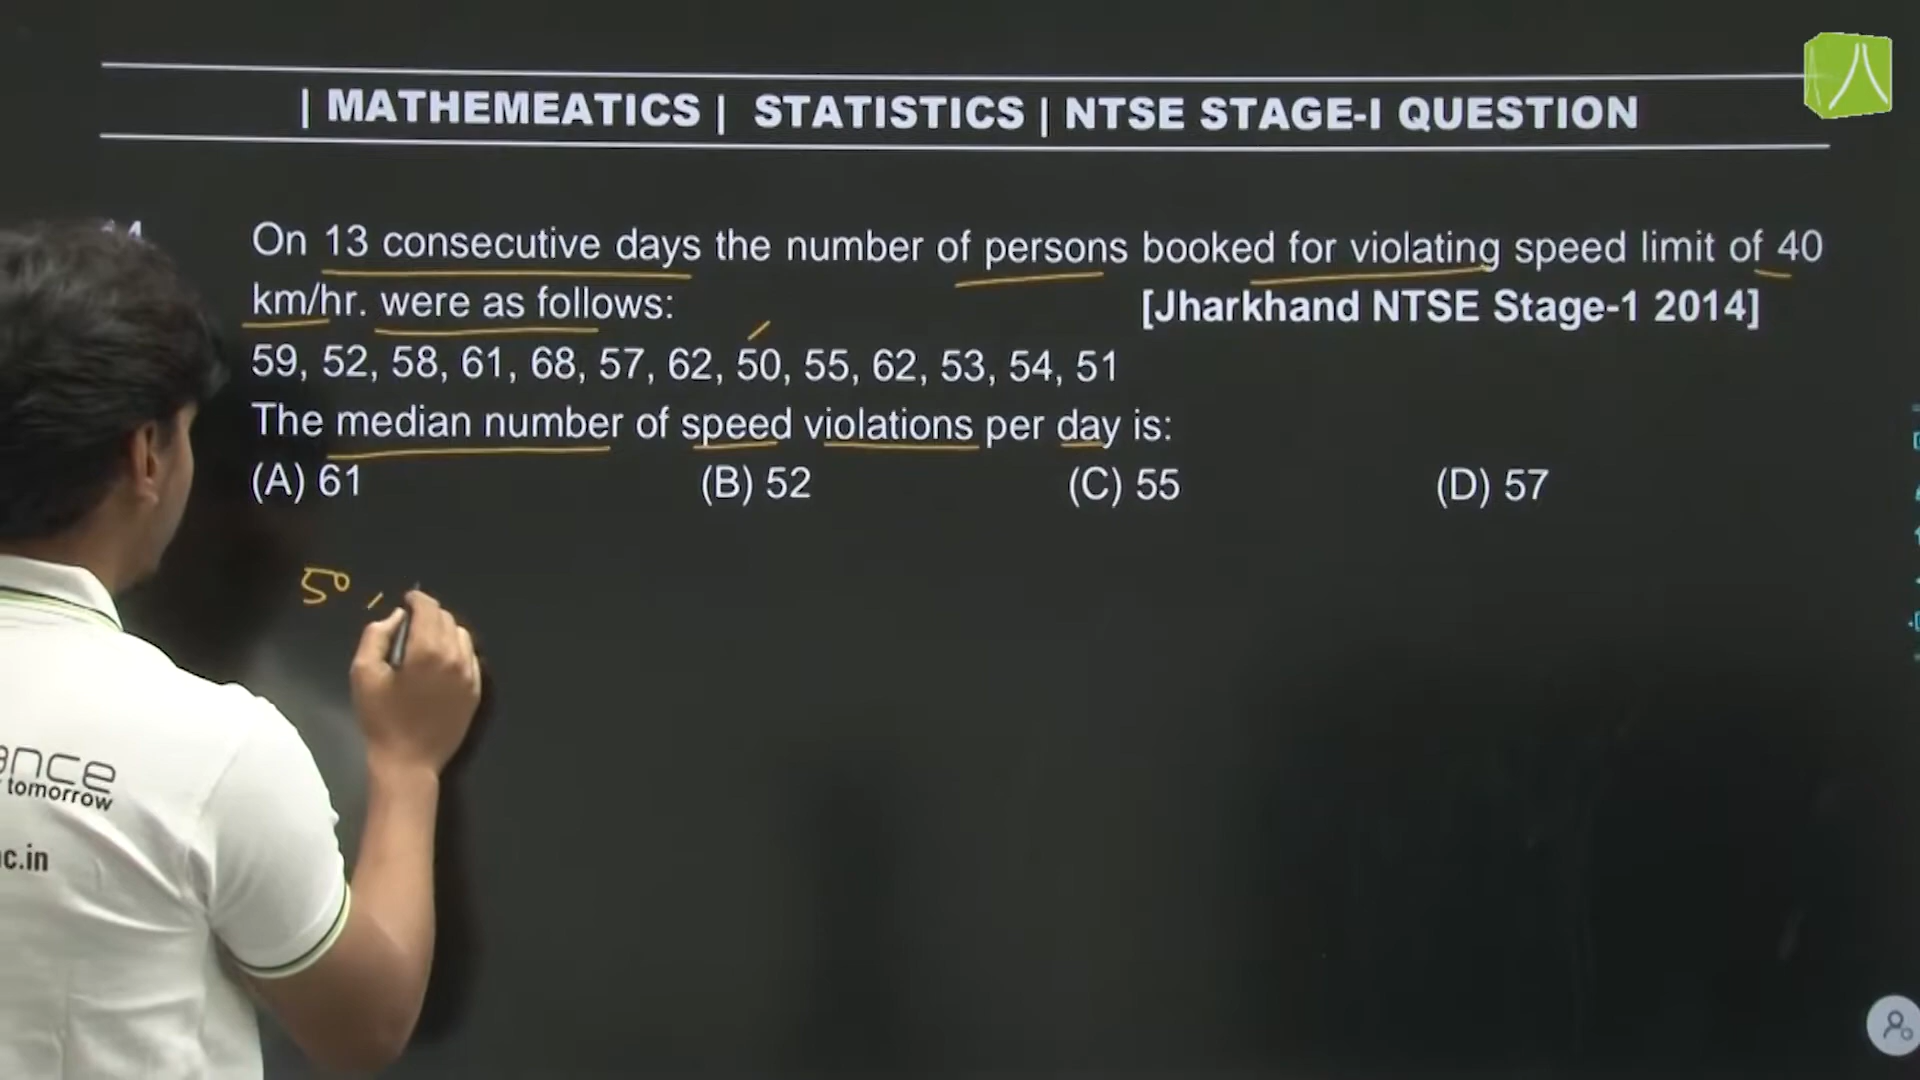 | MATHEMEATICS | STATISTICS | NTSE STAGE-I QUESTION
On 13 consecutive days the number of persons booked for violating speed limit of 40
km/hr. were as follows: [Jharkhand NTSE Stage-1 2014]
59, 52, 58, 61, 68, 57, 62, 50, 55, 62, 53, 54, 51
The median number of speed violations per day is:
(A) 61 (B) 52 (C) 55 (D) 57
50 ,
tomorrow